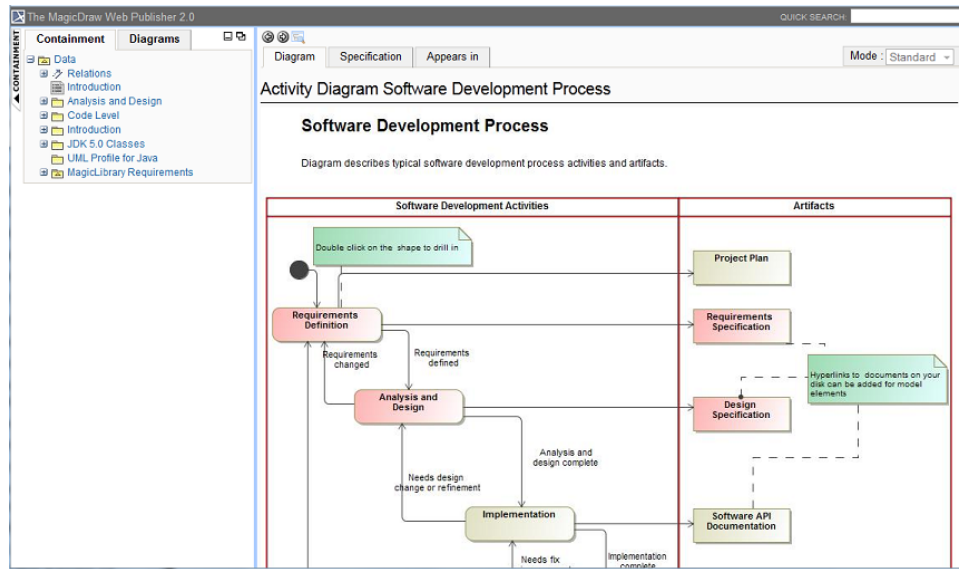 The MagicDraw Web Publisher 2.0
QUICK SEARCH:
CONTAINMENT
Containment
Diagrams
Data
Relations
Introduction
Analysis and Design
Code Level
Introduction
JDK 5.0 Classes
UML Profile for Java
MagicLibrary Requirements
Diagram
Specification
Appears in
Mode :
Standard
Activity Diagram Software Development Process
Software Development Process
Diagram describes typical software development process activities and artifacts.
Software Development Activities
Artifacts
Double click on the shape to drill in
Project Plan
Requirements
Definition
Requirements
Specification
Requirements
changed
Requirements
defined
Hyperlinks to documents on your
disk can be added for model
elements
Analysis and
Design
Design
Specification
Analysis and
design complete
Needs design
change or refinement
Implementation
Software API
Documentation
Needs fix
Implementation
complete